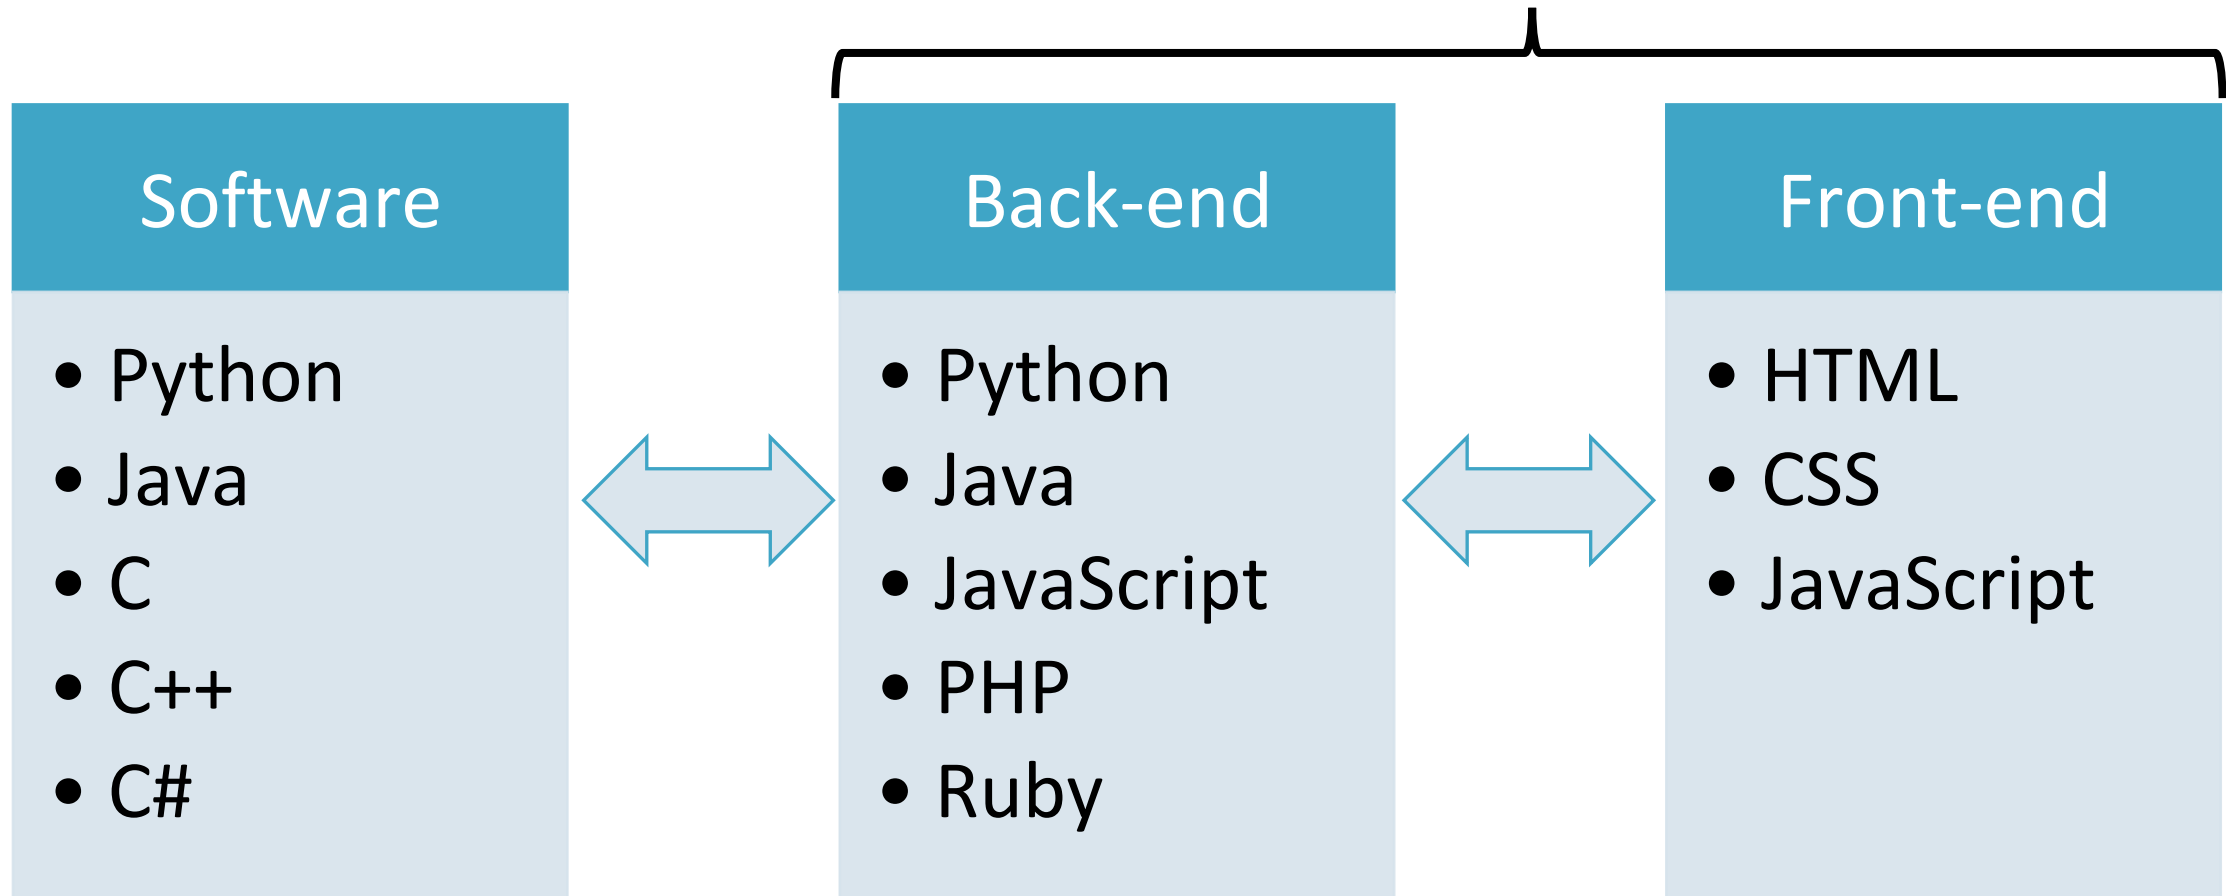 Software
• Python
• Java
• C
• C++
• C#
Back-end
• Python
• Java
• JavaScript
• PHP
• Ruby
Front-end
• HTML
• CSS
• JavaScript